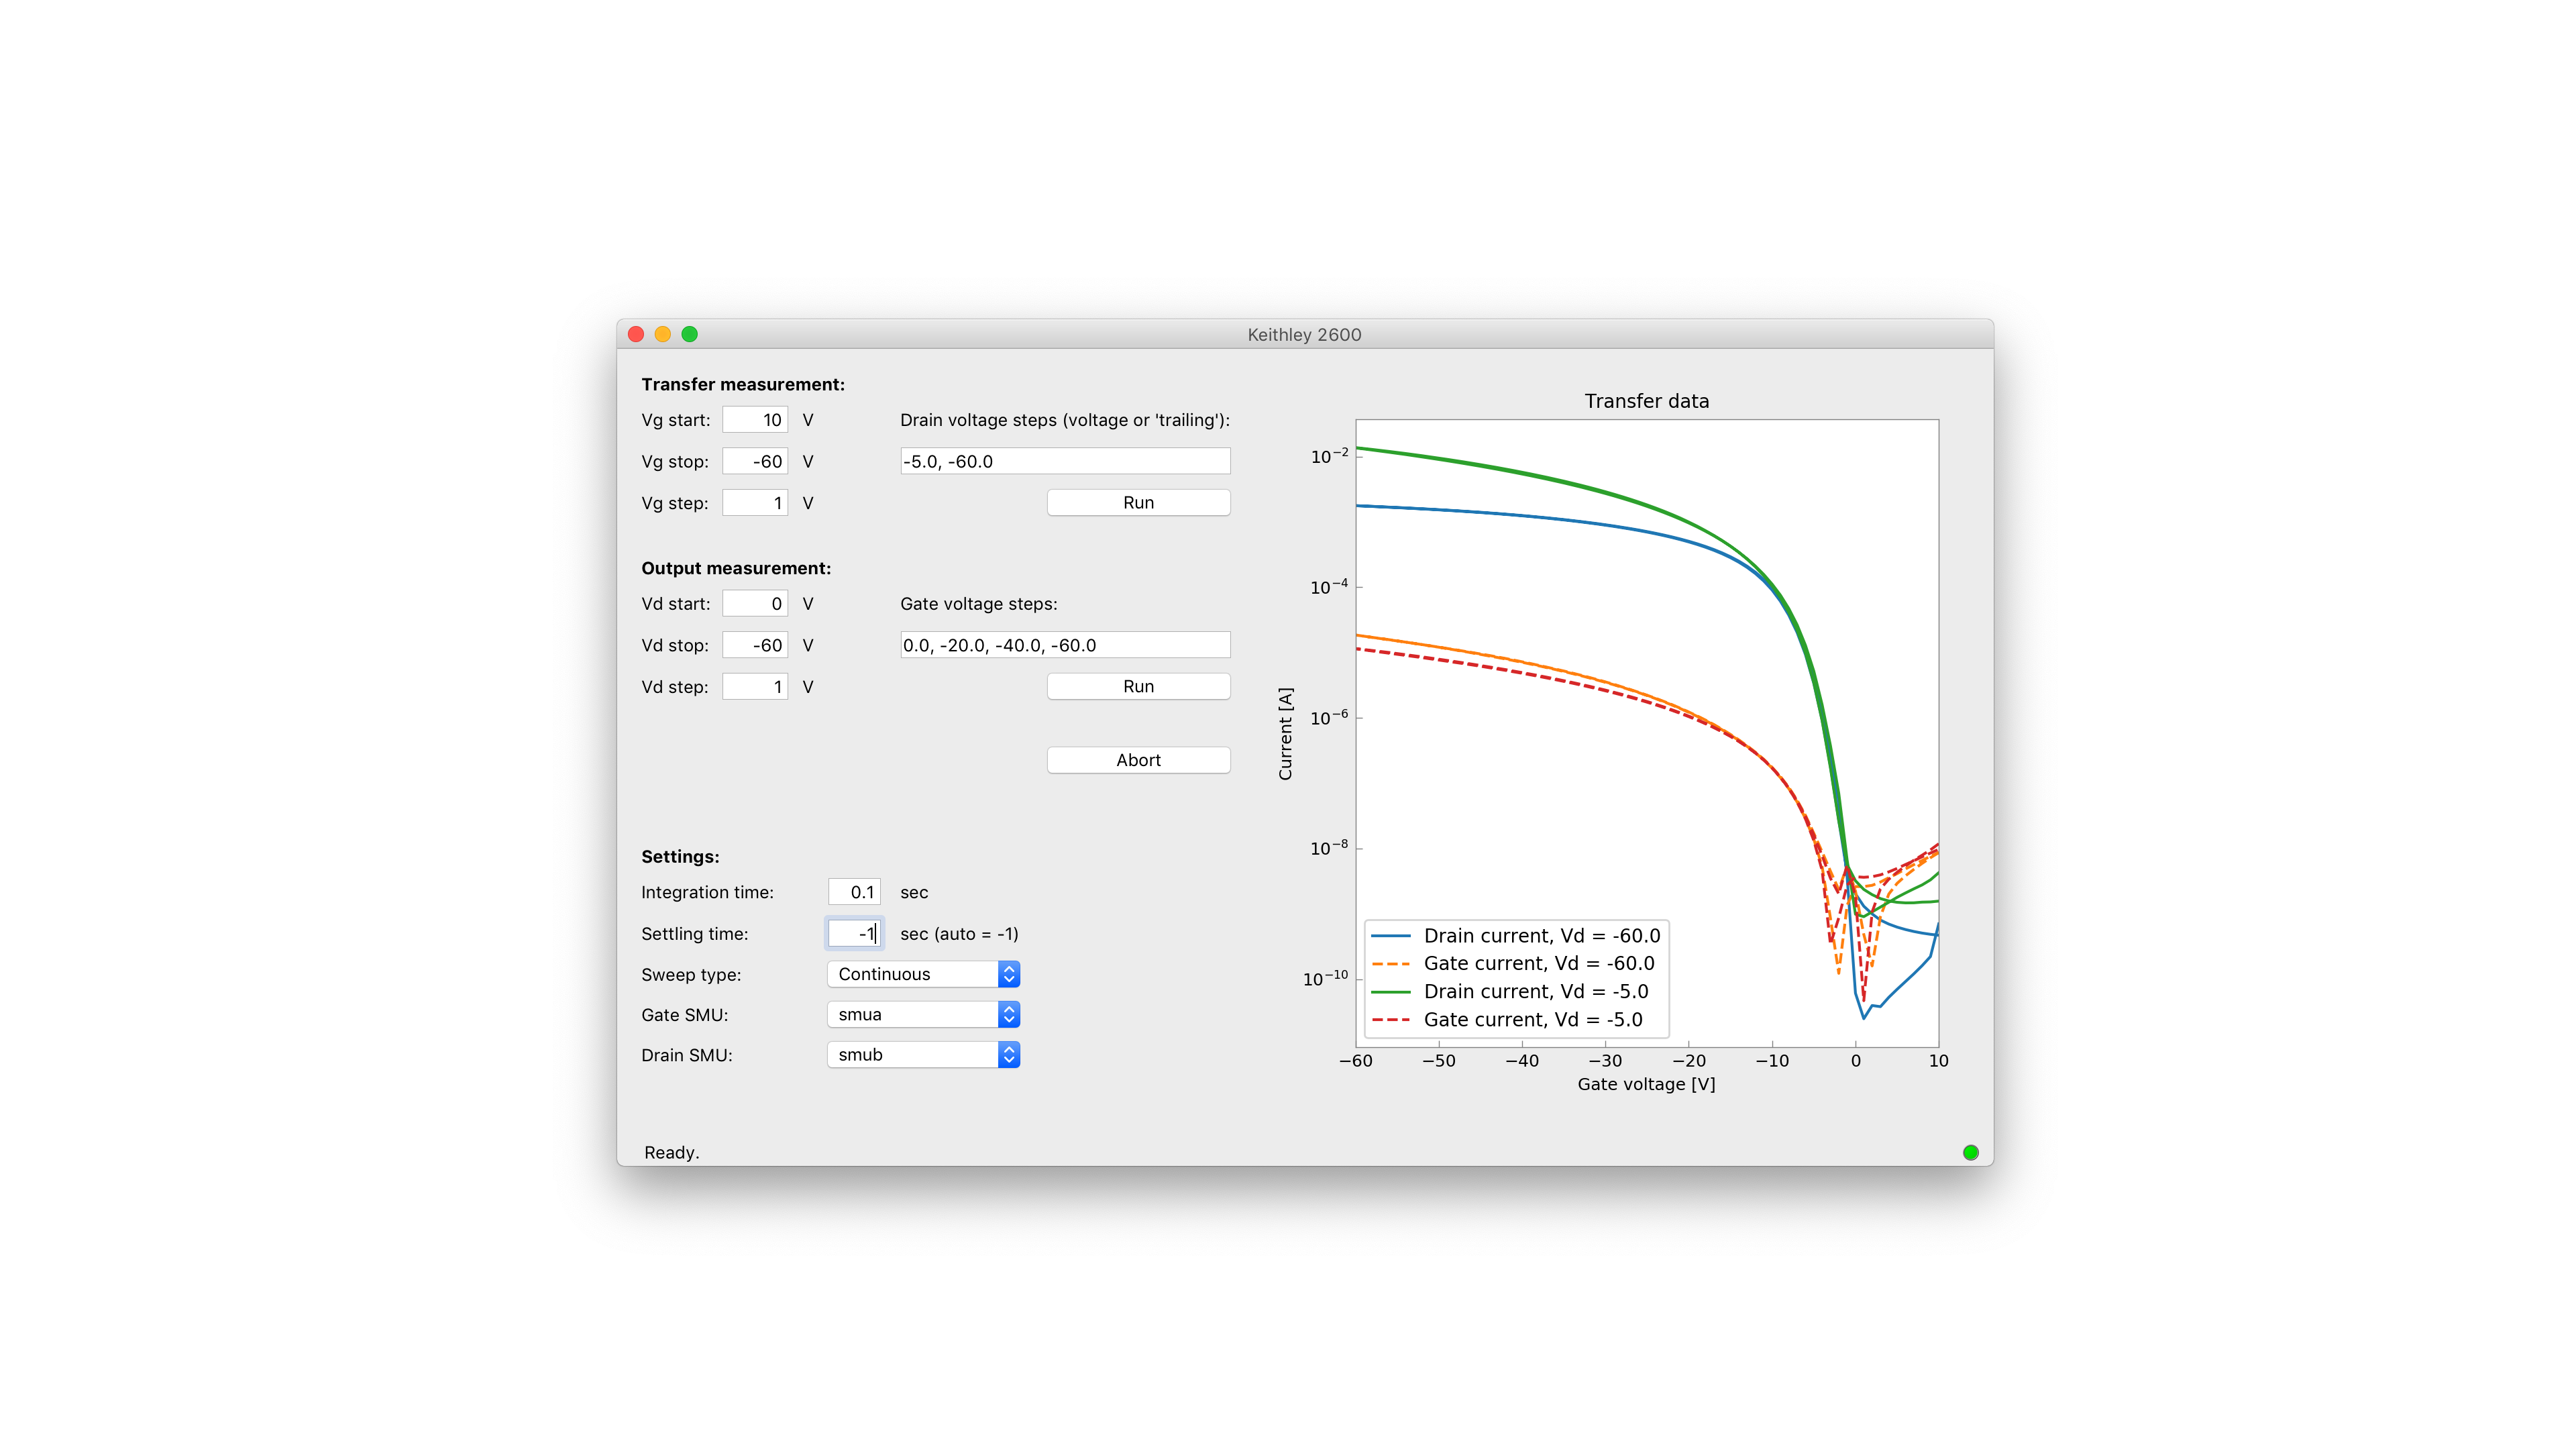 Keithley 2600
Transfer measurement:
Vg start: 10 V Drain voltage steps (voltage or 'trailing'):
Vg stop: -60 V -5.0, -60.0
Vg step: 1 V Run
Output measurement:
Vd start: 0 V Gate voltage steps:
Vd stop: -60 V 0.0, -20.0, -40.0, -60.0
Vd step: 1 V Run
Abort
Settings:
Integration time: 0.1 sec
Settling time: -1 sec (auto = -1)
Sweep type: Continuous
Gate SMU: smua
Drain SMU: smub
Ready.
Transfer data
10⁻²
10⁻⁴
10⁻⁶
10⁻⁸
10⁻¹⁰
Current [A]
Drain current, Vd = -60.0
Gate current, Vd = -60.0
Drain current, Vd = -5.0
Gate current, Vd = -5.0
−60 −50 −40 −30 −20 −10 0 10
Gate voltage [V]